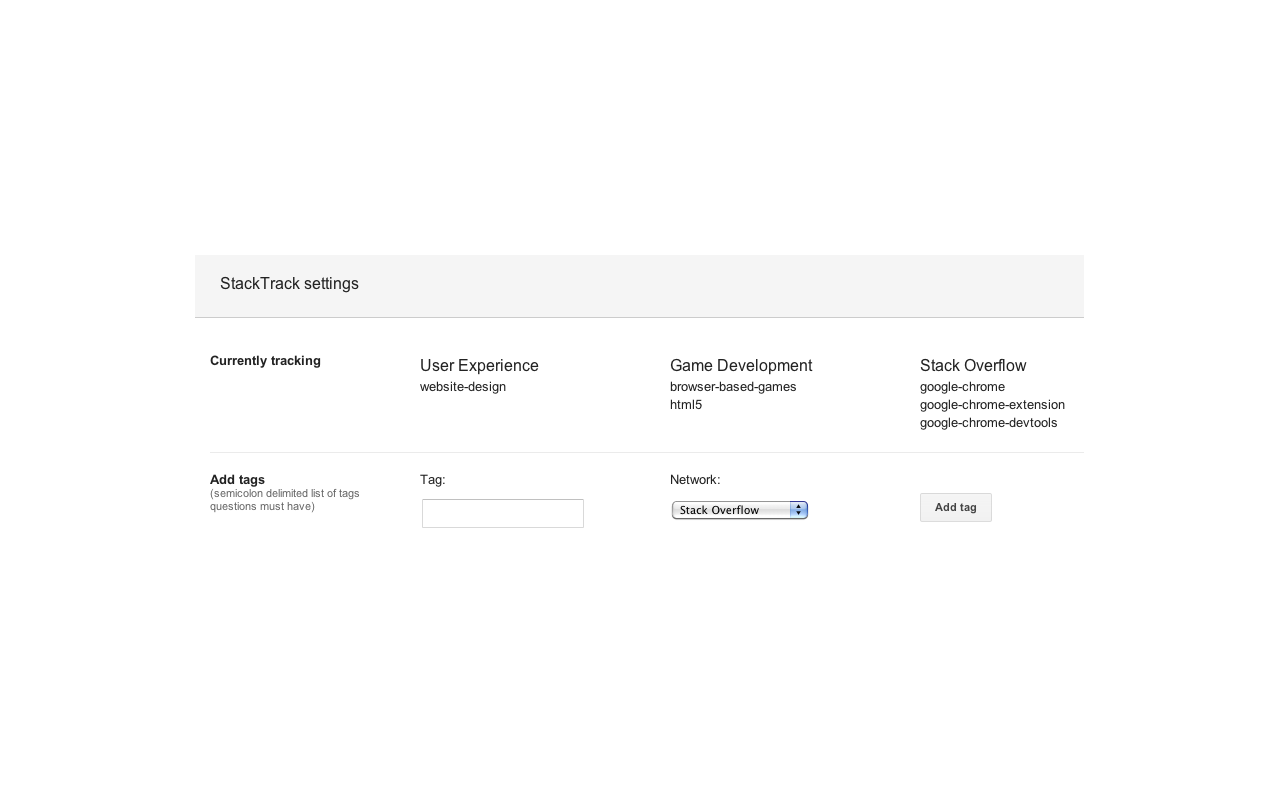 StackTrack settings
Currently tracking
User Experience
website-design
Game Development
browser-based-games
html5
Stack Overflow
google-chrome
google-chrome-extension
google-chrome-devtools
Add tags
(semicolon delimited list of tags
questions must have)
Tag:
Network:
Stack Overflow
Add tag